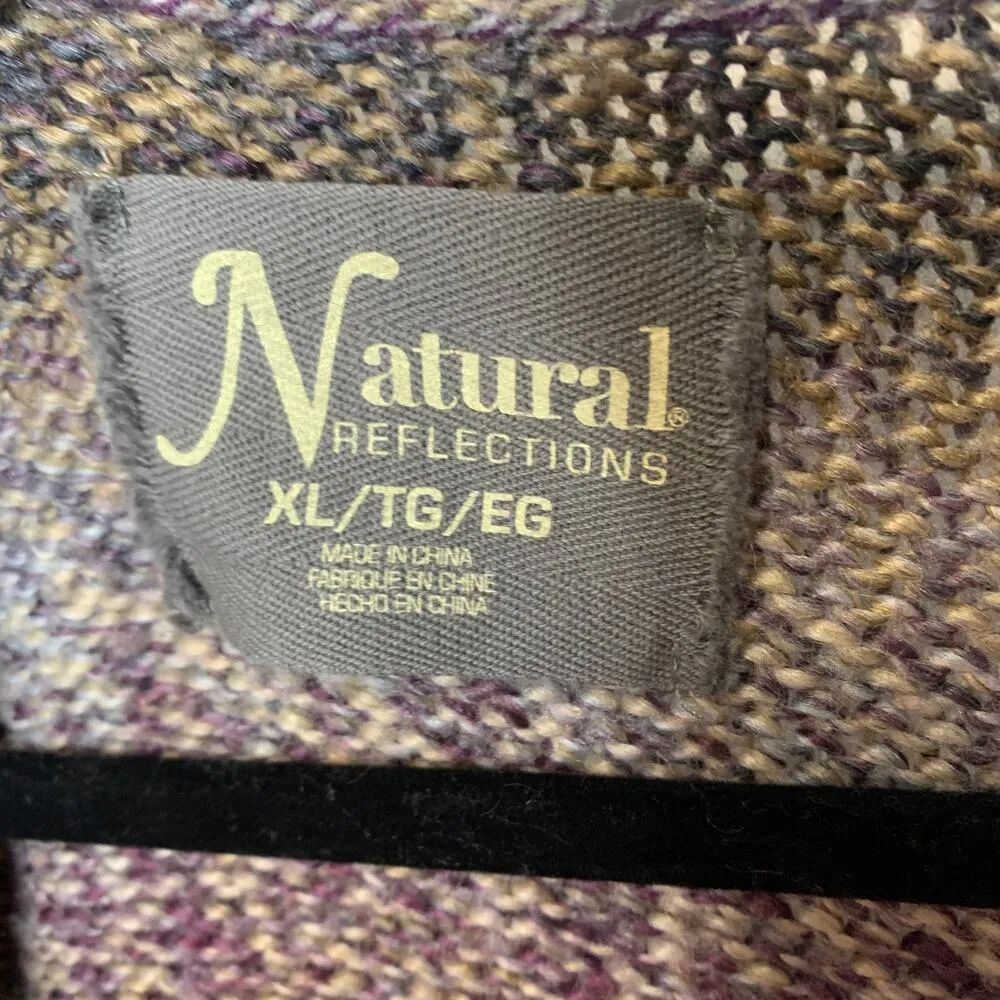 Natural®
REFLECTIONS
XL/TG/EG
MADE IN CHINA
FABRIQUE EN CHINE
HECHO EN CHINA